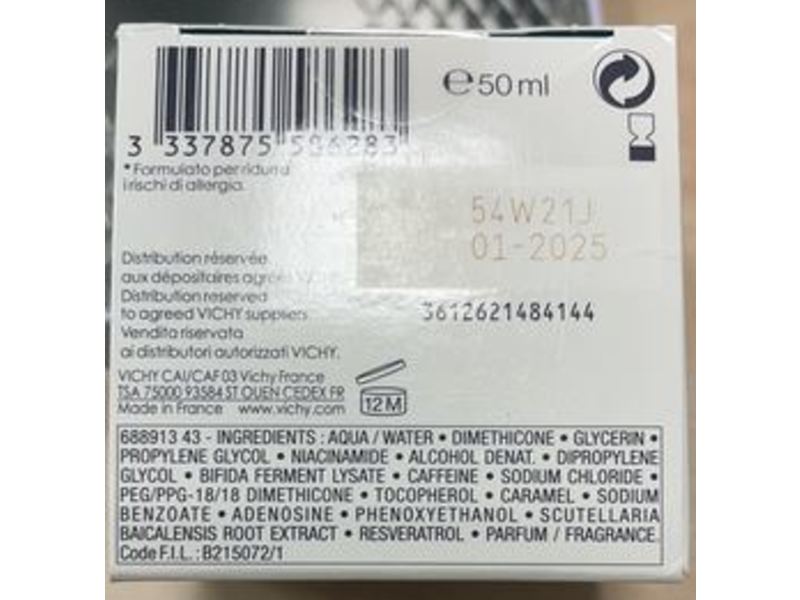 ℮50 ml
3 337875 596283
*Formulato per ridurre
i rischi di allergia.
54W21J
01-2025
Distribution réservée
aux dépositaires agréés VICHY
Distribution reserved
to agreed VICHY suppliers
Vendita riservata
ai distributori autorizzati VICHY.
3612621484144
VICHY CAI/CAF 03 Vichy France
TSA 75000 93584 ST OUEN CEDEX FR
Made in France www.vichy.com
12M
688913 43 - INGREDIENTS : AQUA / WATER • DIMETHICONE • GLYCERIN •
PROPYLENE GLYCOL • NIACINAMIDE • ALCOHOL DENAT. • DIPROPYLENE
GLYCOL • BIFIDA FERMENT LYSATE • CAFFEINE • SODIUM CHLORIDE •
PEG/PPG-18/18 DIMETHICONE • TOCOPHEROL • CARAMEL • SODIUM
BENZOATE • ADENOSINE • PHENOXYETHANOL • SCUTELLARIA
BAICALENSIS ROOT EXTRACT • RESVERATROL • PARFUM / FRAGRANCE.
Code F.I.L. : B215072/1